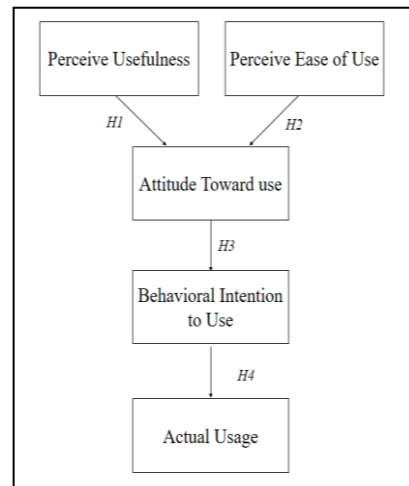 Perceive Usefulness
Perceive Ease of Use
H1
H2
Attitude Toward use
H3
Behavioral Intention
to Use
H4
Actual Usage